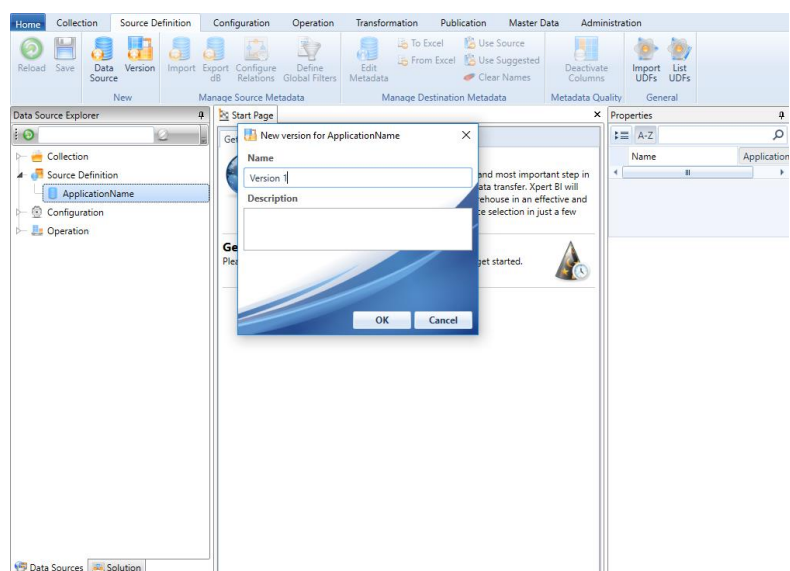 Home Collection Source Definition Configuration Operation Transformation Publication Master Data Administration
Reload Save Data Source Version Import Export dB Configure Relations Define Global Filters Edit Metadata To Excel From Excel Use Source Use Suggested Clear Names Deactivate Columns Import UDFs List UDFs
New Manage Source Metadata Manage Destination Metadata Metadata Quality General
Data Source Explorer
Start Page
Properties
Ge
New version for ApplicationName
A-Z
Name
Name Application
Collection
and most important step in
Version 1
ata transfer. Xpert BI will
Source Definition
ehouse in an effective and
Description
ApplicationName
ce selection in just a few
Configuration
Operation
Ge
Plea
get started.
OK Cancel
Data Sources Solution